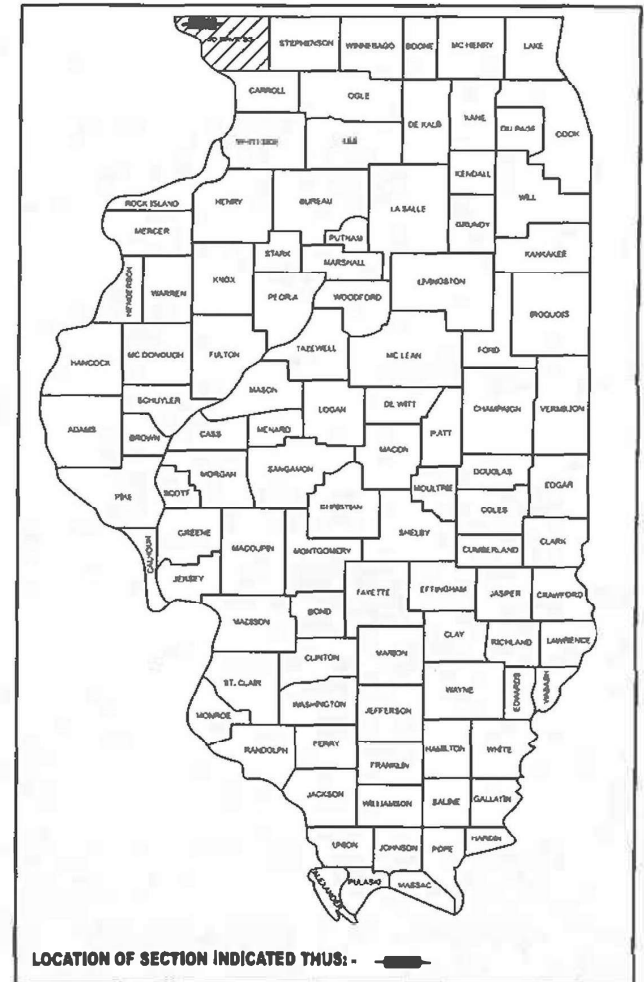 JO DAVIESS
STEPHENSON
WINNEBAGO
BOONE
MC HENRY
LAKE
CARROLL
OGLE
DE KALB
KANE
COOK
DU PAGE
WHITESIDE
LEE
KENDALL
WILL
ROCK ISLAND
HENRY
BUREAU
LA SALLE
GRUNDY
MERCER
PUTNAM
KANKAKEE
STARK
MARSHALL
HENDERSON
WARREN
KNOX
PEORIA
WOODFORD
LIVINGSTON
IROQUOIS
HANCOCK
MC DONOUGH
FULTON
TAZEWELL
MC LEAN
FORD
SCHUYLER
MASON
LOGAN
DE WITT
CHAMPAIGN
VERMILION
ADAMS
BROWN
CASS
MENARD
MACON
PIATT
PIKE
SCOTT
MORGAN
SANGAMON
CHRISTIAN
MOULTRIE
DOUGLAS
EDGAR
COLES
CALHOUN
GREENE
MACOUPIN
MONTGOMERY
SHELBY
CUMBERLAND
CLARK
JERSEY
FAYETTE
EFFINGHAM
JASPER
CRAWFORD
MADISON
BOND
CLAY
RICHLAND
LAWRENCE
CLINTON
MARION
ST. CLAIR
WASHINGTON
JEFFERSON
WAYNE
EDWARDS
WABASH
MONROE
RANDOLPH
PERRY
HAMILTON
WHITE
FRANKLIN
JACKSON
WILLIAMSON
SALINE
GALLATIN
UNION
JOHNSON
POPE
HARDIN
ALEXANDER
PULASKI
MASSAC
LOCATION OF SECTION INDICATED THUS: -